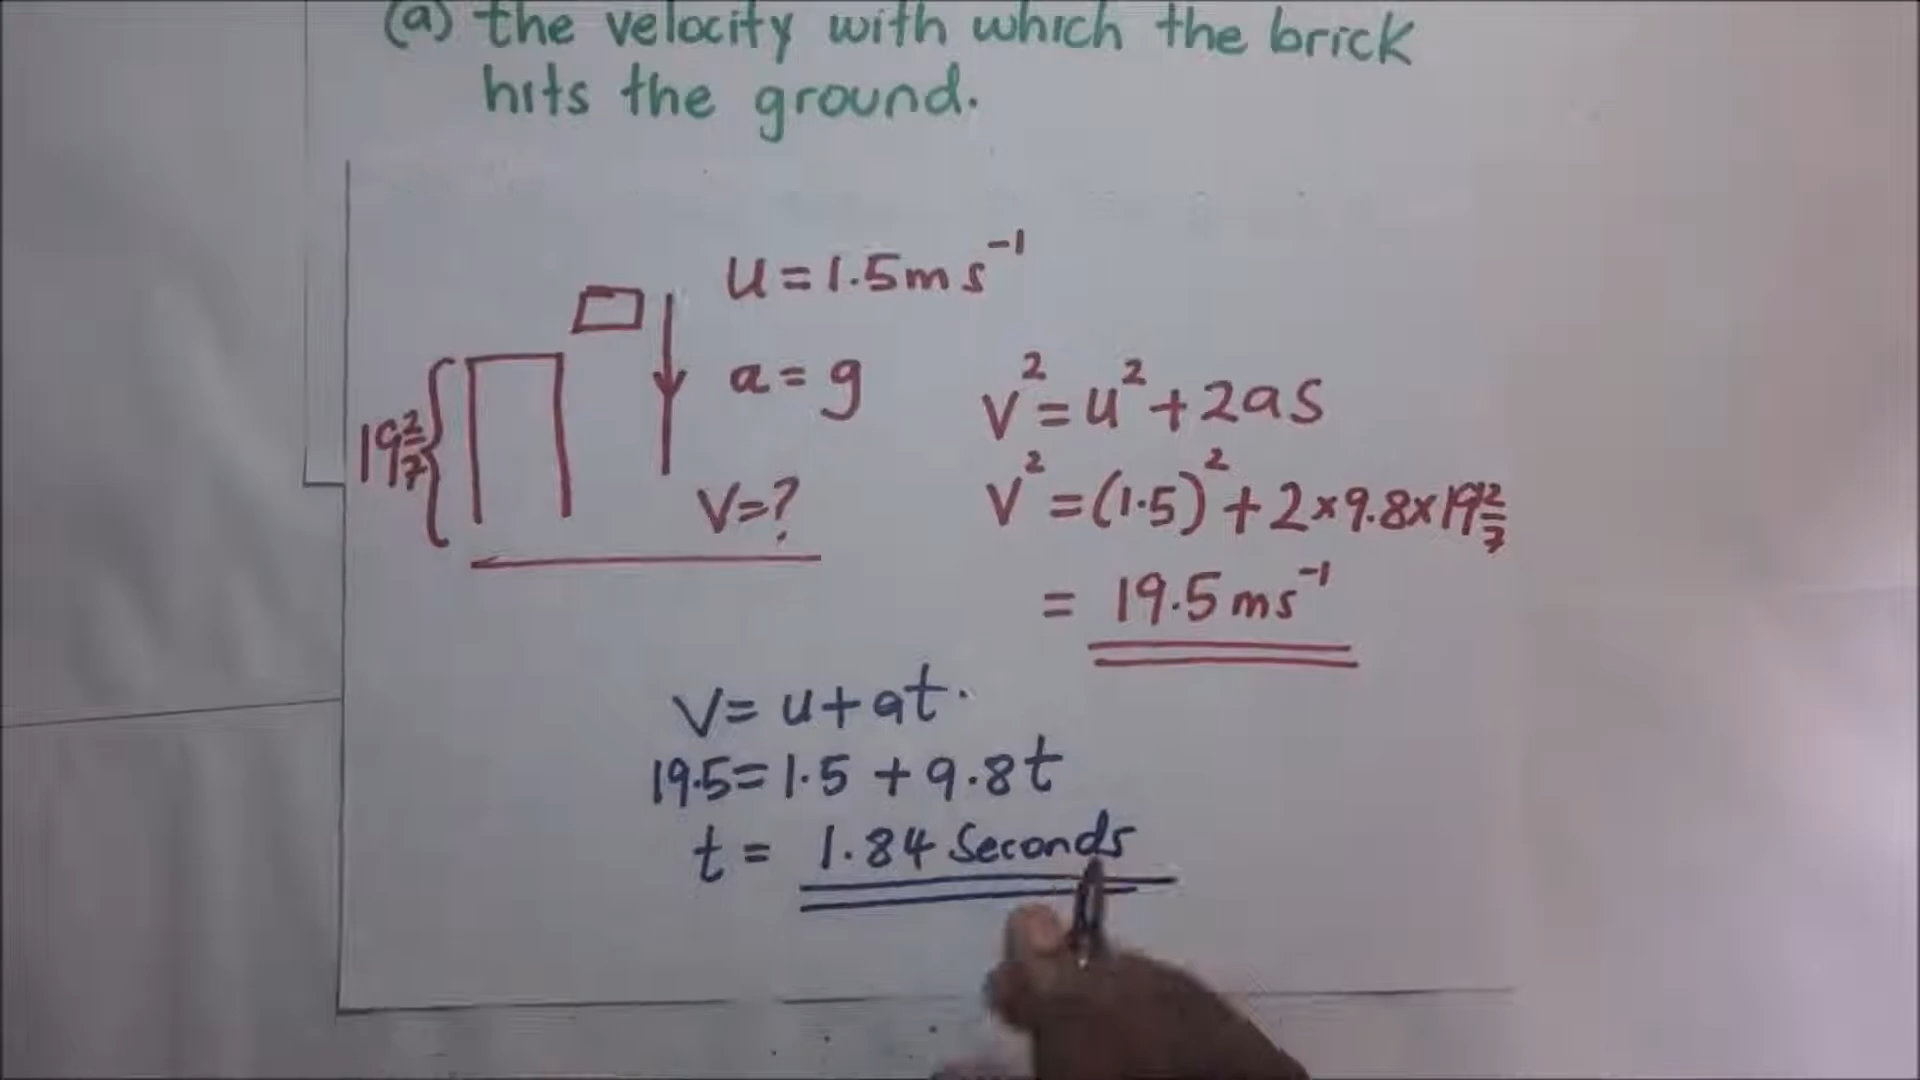 (a) the velocity with which the brick
hits the ground.
u = 1.5 m s⁻¹
a = g
19 2/7
v = ?
v² = u² + 2as
v² = (1.5)² + 2 × 9.8 × 19 2/7
= 19.5 ms⁻¹
v = u + at.
19.5 = 1.5 + 9.8t
t = 1.84 Seconds